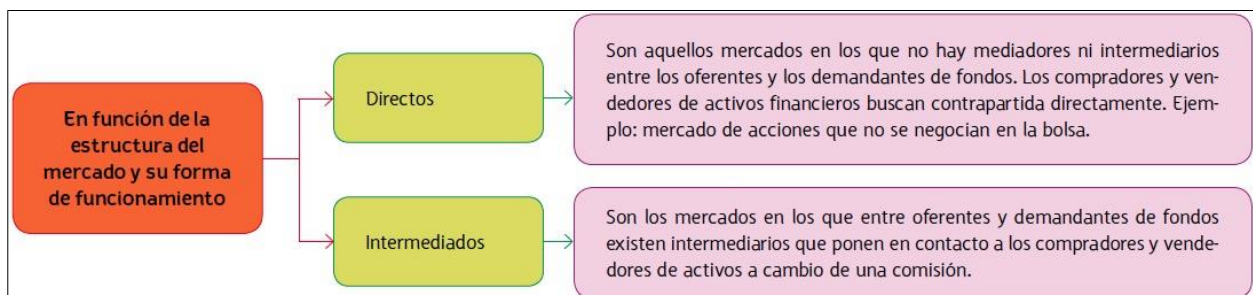 En función de la
estructura del
mercado y su forma
de funcionamiento
Directos
Son aquellos mercados en los que no hay mediadores ni intermediarios
entre los oferentes y los demandantes de fondos. Los compradores y ven-
dedores de activos financieros buscan contrapartida directamente. Ejem-
plo: mercado de acciones que no se negocian en la bolsa.
Intermediados
Son los mercados en los que entre oferentes y demandantes de fondos
existen intermediarios que ponen en contacto a los compradores y vende-
dores de activos a cambio de una comisión.